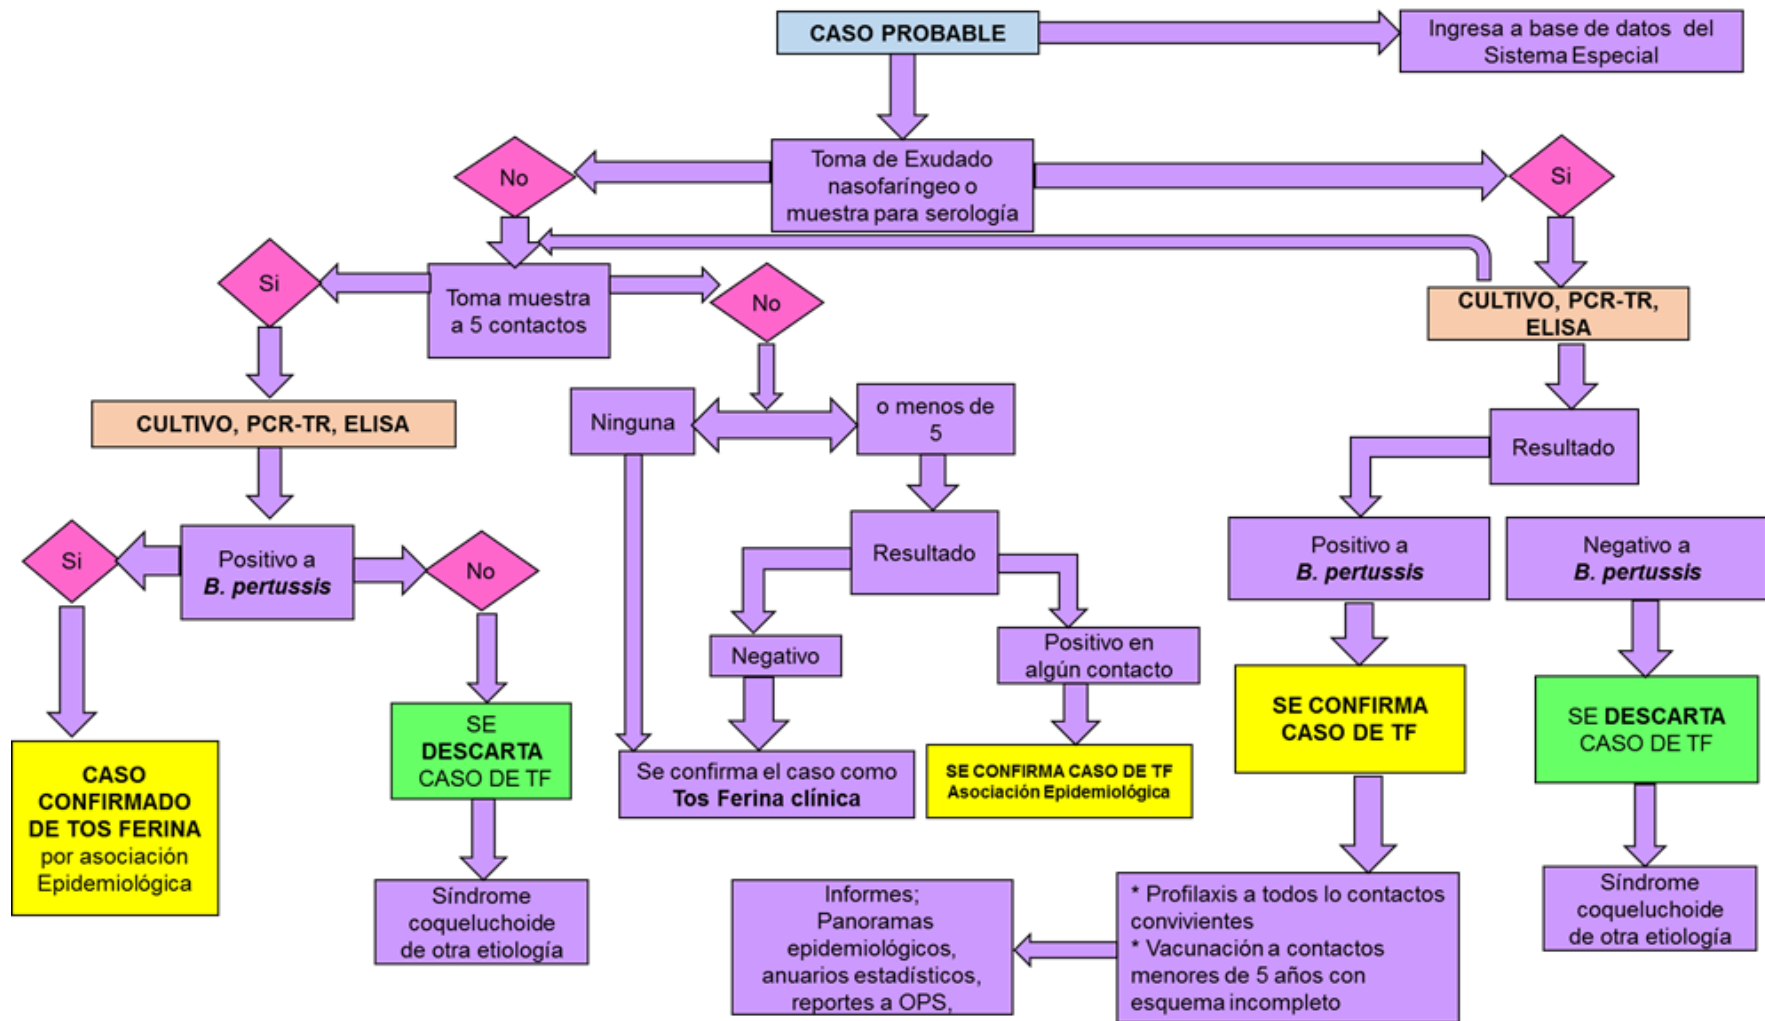 CASO PROBABLE
Ingresa a base de datos del
Sistema Especial
No
Toma de Exudado
nasofaríngeo o
muestra para serología
Si
Si
Toma muestra
a 5 contactos
No
CULTIVO, PCR-TR,
ELISA
CULTIVO, PCR-TR, ELISA
Ninguna
o menos de
5
Resultado
Si
Positivo a
B. pertussis
No
Resultado
Positivo a
B. pertussis
Negativo a
B. pertussis
Negativo
Positivo en
algún contacto
SE CONFIRMA
CASO DE TF
SE DESCARTA
CASO DE TF
SE
DESCARTA
CASO DE TF
CASO
CONFIRMADO
DE TOS FERINA
por asociación
Epidemiológica
Se confirma el caso como
Tos Ferina clínica
SE CONFIRMA CASO DE TF
Asociación Epidemiológica
Síndrome
coqueluchoide
de otra etiología
Informes;
Panoramas
epidemiológicos,
anuarios estadísticos,
reportes a OPS,
* Profilaxis a todos lo contactos
convivientes
* Vacunación a contactos
menores de 5 años con
esquema incompleto
Síndrome
coqueluchoide
de otra etiología